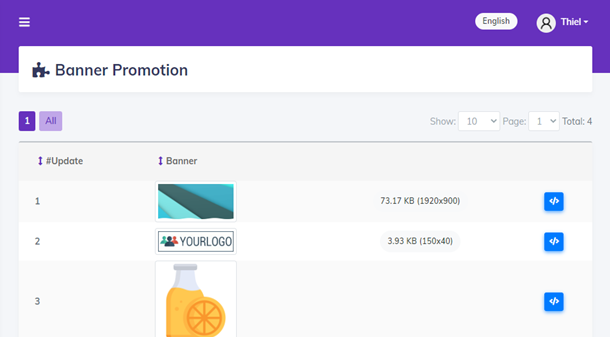 English
Thiel
Banner Promotion
1 All
Show: 10 Page: 1 Total: 4
#Update Banner
1 73.17 KB (1920x900) </>
2 YOURLOGO 3.93 KB (150x40) </>
3 </>